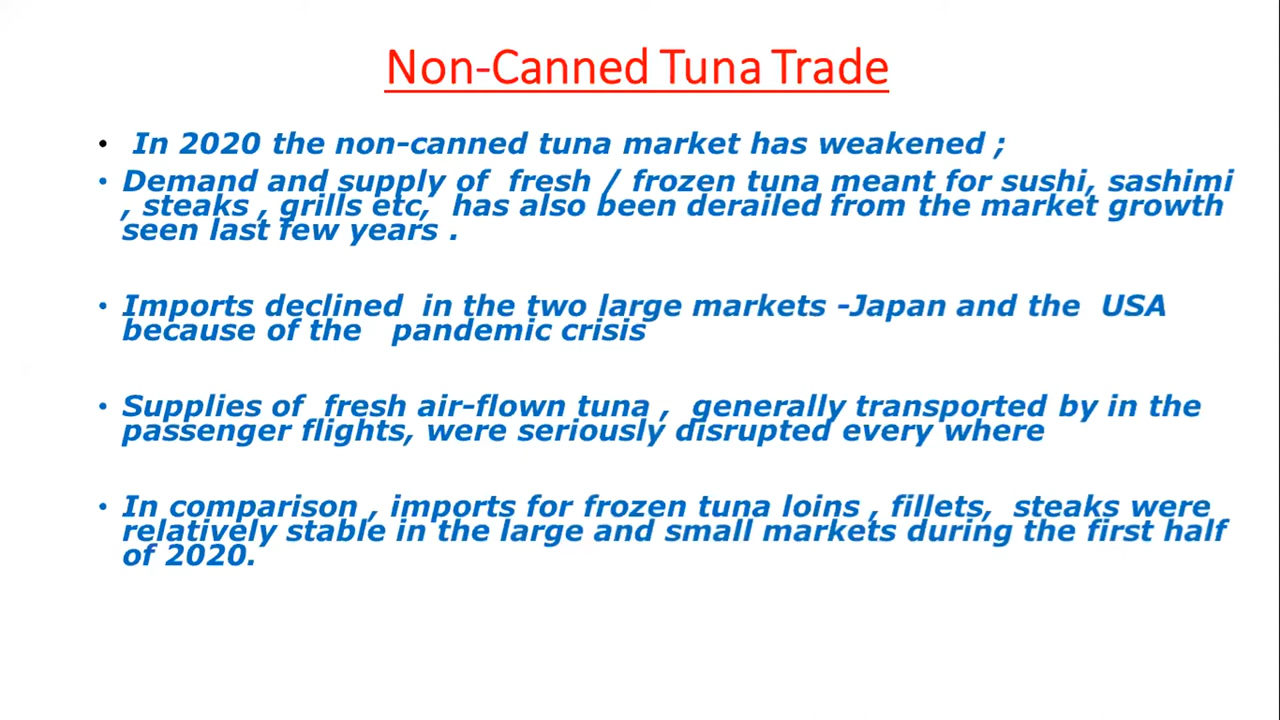 Non-Canned Tuna Trade
• In 2020 the non-canned tuna market has weakened ;
• Demand and supply of fresh / frozen tuna meant for sushi, sashimi
, steaks , grills etc, has also been derailed from the market growth
seen last few years .
• Imports declined in the two large markets -Japan and the USA
because of the pandemic crisis
• Supplies of fresh air-flown tuna , generally transported by in the
passenger flights, were seriously disrupted every where
• In comparison , imports for frozen tuna loins , fillets, steaks were
relatively stable in the large and small markets during the first half
of 2020.